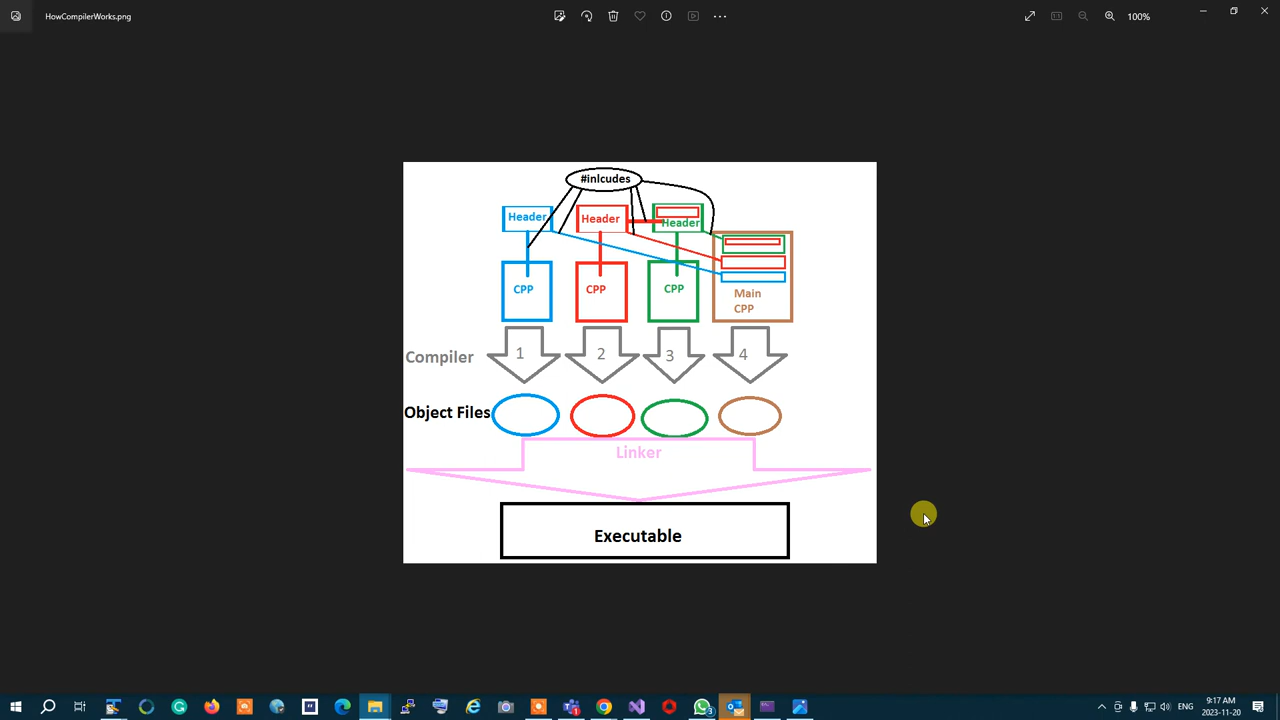 HowCompilerWorks.png
100%
#inlcudes
Header
Header
Header
CPP
CPP
CPP
Main
CPP
Compiler
1
2
3
4
Object Files
Linker
Executable
ENG
9:17 AM
2023-11-20